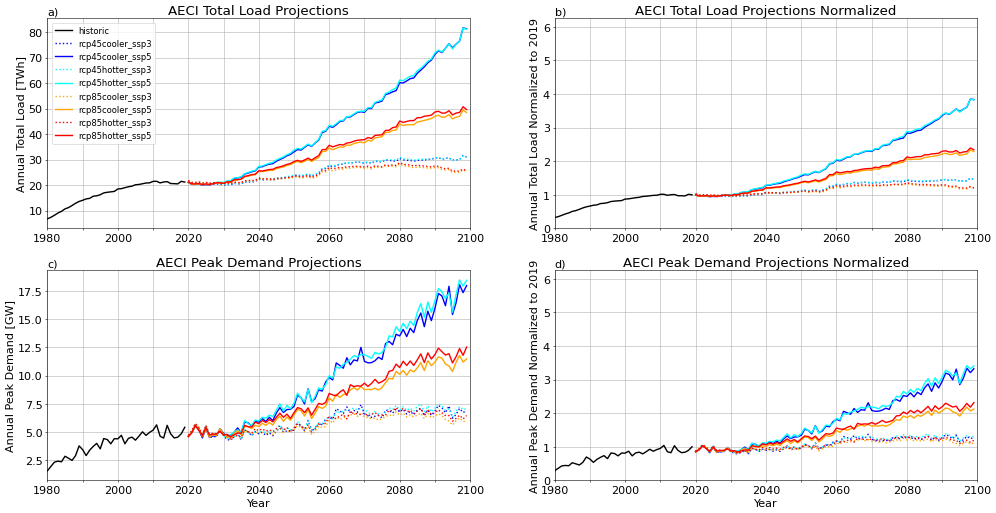 a)
AECI Total Load Projections
Annual Total Load [TWh]
80
70
60
50
40
30
20
10
historic
rcp45cooler_ssp3
rcp45cooler_ssp5
rcp45hotter_ssp3
rcp45hotter_ssp5
rcp85cooler_ssp3
rcp85cooler_ssp5
rcp85hotter_ssp3
rcp85hotter_ssp5
1980 2000 2020 2040 2060 2080 2100
b)
AECI Total Load Projections Normalized
Annual Total Load Normalized to 2019
6
5
4
3
2
1
0
1980 2000 2020 2040 2060 2080 2100
c)
AECI Peak Demand Projections
Annual Peak Demand [GW]
17.5
15.0
12.5
10.0
7.5
5.0
2.5
1980 2000 2020 2040 2060 2080 2100
Year
d)
AECI Peak Demand Projections Normalized
Annual Peak Demand Normalized to 2019
6
5
4
3
2
1
0
1980 2000 2020 2040 2060 2080 2100
Year